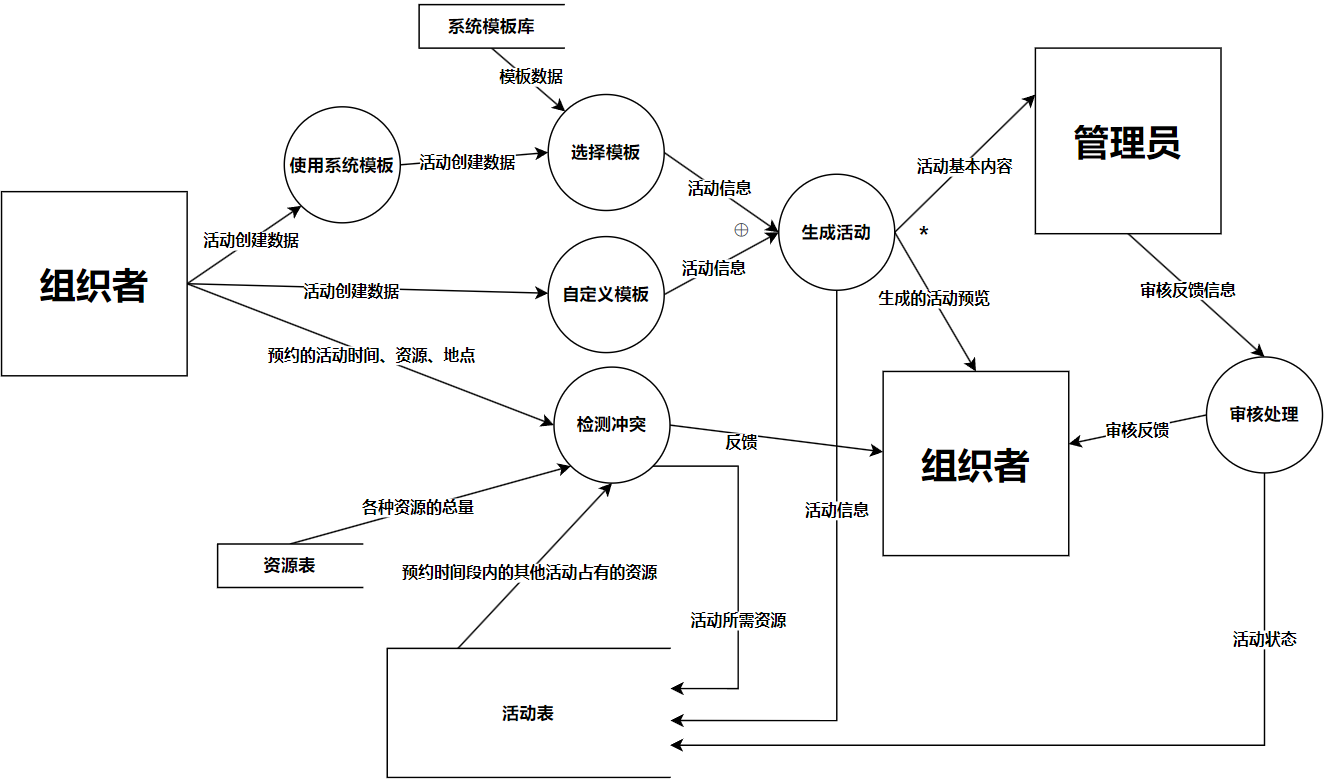 系统模板库
模板数据
使用系统模板
活动创建数据
选择模板
活动基本内容
管理员
活动信息
组织者
活动创建数据
⊕
生成活动
*
活动创建数据
自定义模板
活动信息
生成的活动预览
审核反馈信息
预约的活动时间、资源、地点
检测冲突
反馈
组织者
审核反馈
审核处理
各种资源的总量
活动信息
资源表
预约时间段内的其他活动占有的资源
活动所需资源
活动状态
活动表